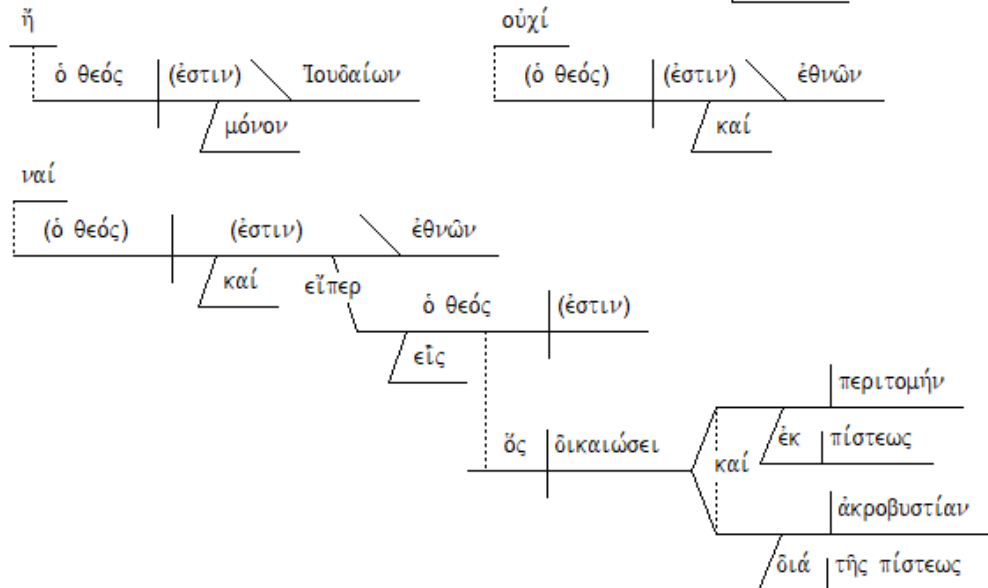 ἤ οὐχί
ὁ θεός (ἐστιν) Ἰουδαίων (ὁ θεός) (ἐστιν) ἐθνῶν
μόνον καί
ναί
(ὁ θεός) (ἐστιν) ἐθνῶν
καί εἴπερ
ὁ θεός (ἐστιν)
εἷς
περιτομήν
ὅς δικαιώσει καί ἐκ πίστεως
ἀκροβυστίαν
διά τῆς πίστεως